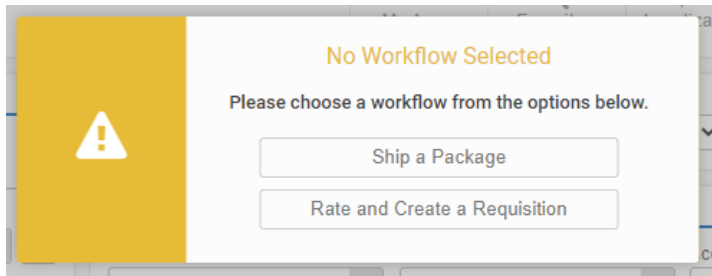 No Workflow Selected
Please choose a workflow from the options below.
Ship a Package
Rate and Create a Requisition